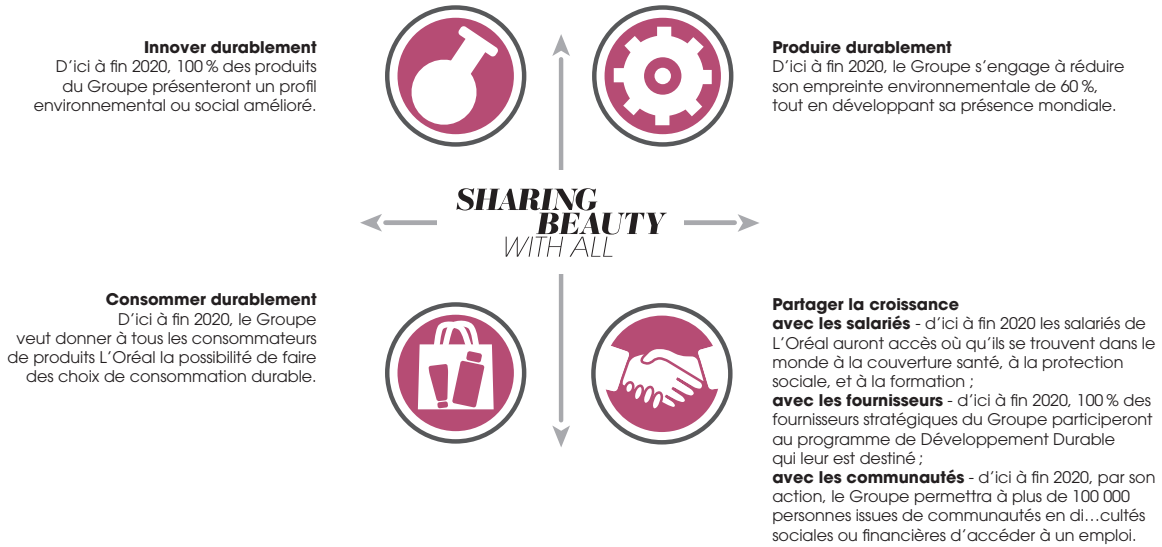 Innover durablement
D’ici à fin 2020, 100 % des produits
du Groupe présenteront un profil
environnemental ou social amélioré.
Produire durablement
D’ici à fin 2020, le Groupe s’engage à réduire
son empreinte environnementale de 60 %,
tout en développant sa présence mondiale.
SHARING
BEAUTY
WITH ALL
Consommer durablement
D’ici à fin 2020, le Groupe
veut donner à tous les consommateurs
de produits L’Oréal la possibilité de faire
des choix de consommation durable.
Partager la croissance
avec les salariés - d’ici à fin 2020 les salariés de
L’Oréal auront accès où qu’ils se trouvent dans le
monde à la couverture santé, à la protection
sociale, et à la formation ;
avec les fournisseurs - d’ici à fin 2020, 100 % des
fournisseurs stratégiques du Groupe participeront
au programme de Développement Durable
qui leur est destiné ;
avec les communautés - d’ici à fin 2020, par son
action, le Groupe permettra à plus de 100 000
personnes issues de communautés en di…cultés
sociales ou financières d’accéder à un emploi.